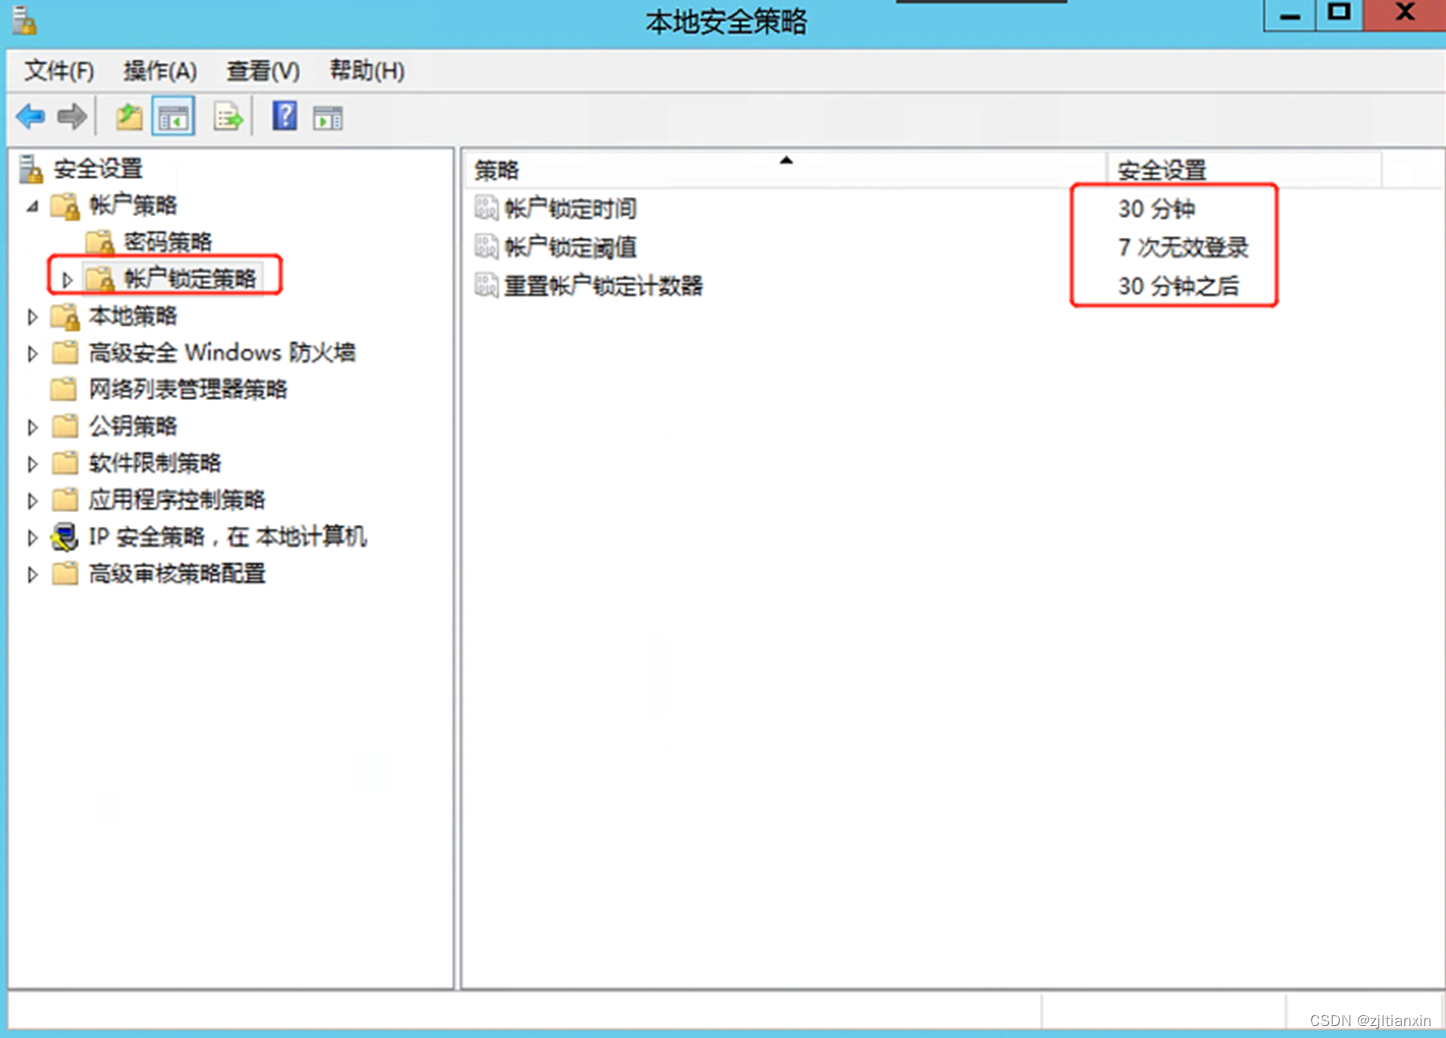 本地安全策略
文件(F) 操作(A) 查看(V) 帮助(H)
安全设置
帐户策略
密码策略
帐户锁定策略
本地策略
高级安全 Windows 防火墙
网络列表管理器策略
公钥策略
软件限制策略
应用程序控制策略
IP 安全策略，在 本地计算机
高级审核策略配置
策略 安全设置
帐户锁定时间 30 分钟
帐户锁定阈值 7 次无效登录
重置帐户锁定计数器 30 分钟之后
CSDN @zjltianxin